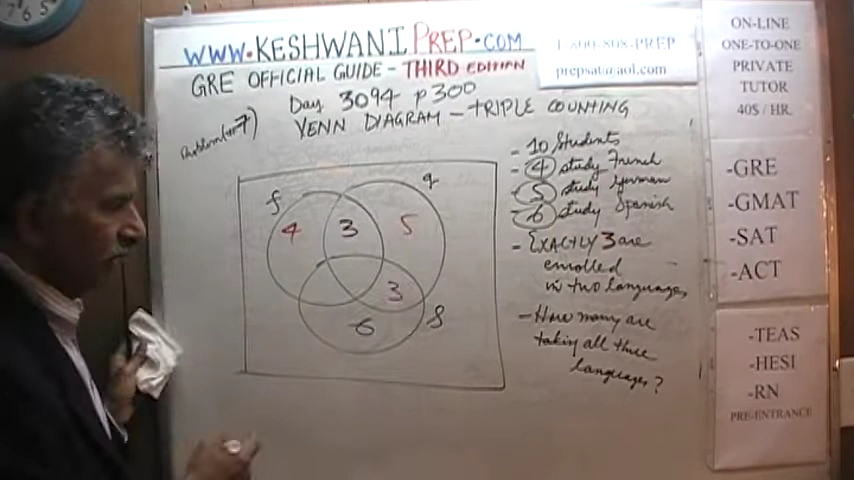 WWW.KESHWANIPREP.COM
GRE OFFICIAL GUIDE - THIRD EDITION
Day 3094 p300
VENN DIAGRAM - TRIPLE COUNTING
1-800-808-PREP
prepsat@aol.com
f
g
4
3
5
3
6
S
- 10 Students
- 4 study French
- 5 study German
- 6 study Spanish
- EXACTLY 3 are
enrolled
in two languages
- How many are
taking all three
languages?
ON-LINE
ONE-TO-ONE
PRIVATE
TUTOR
40$ / HR.
-GRE
-GMAT
-SAT
-ACT
-TEAS
-HESI
-RN
PRE-ENTRANCE
7
6
5